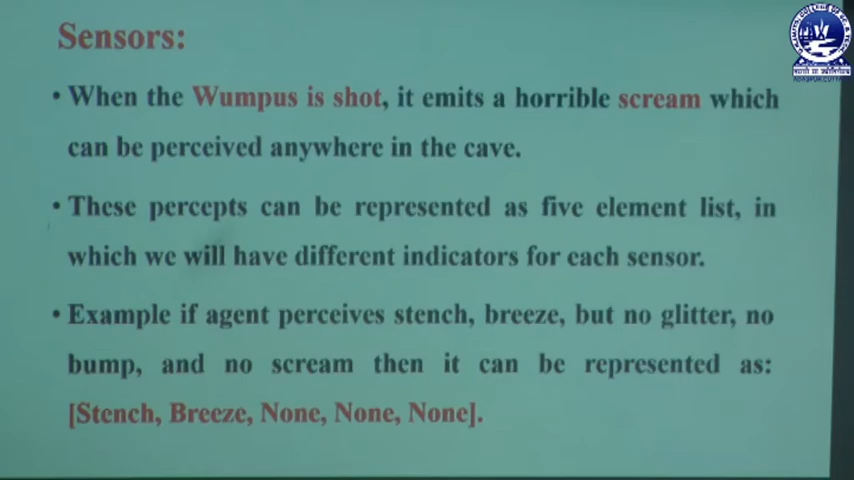 Sensors:
• When the Wumpus is shot, it emits a horrible scream which
can be perceived anywhere in the cave.
• These percepts can be represented as five element list, in
which we will have different indicators for each sensor.
• Example if agent perceives stench, breeze, but no glitter, no
bump, and no scream then it can be represented as:
[Stench, Breeze, None, None, None].